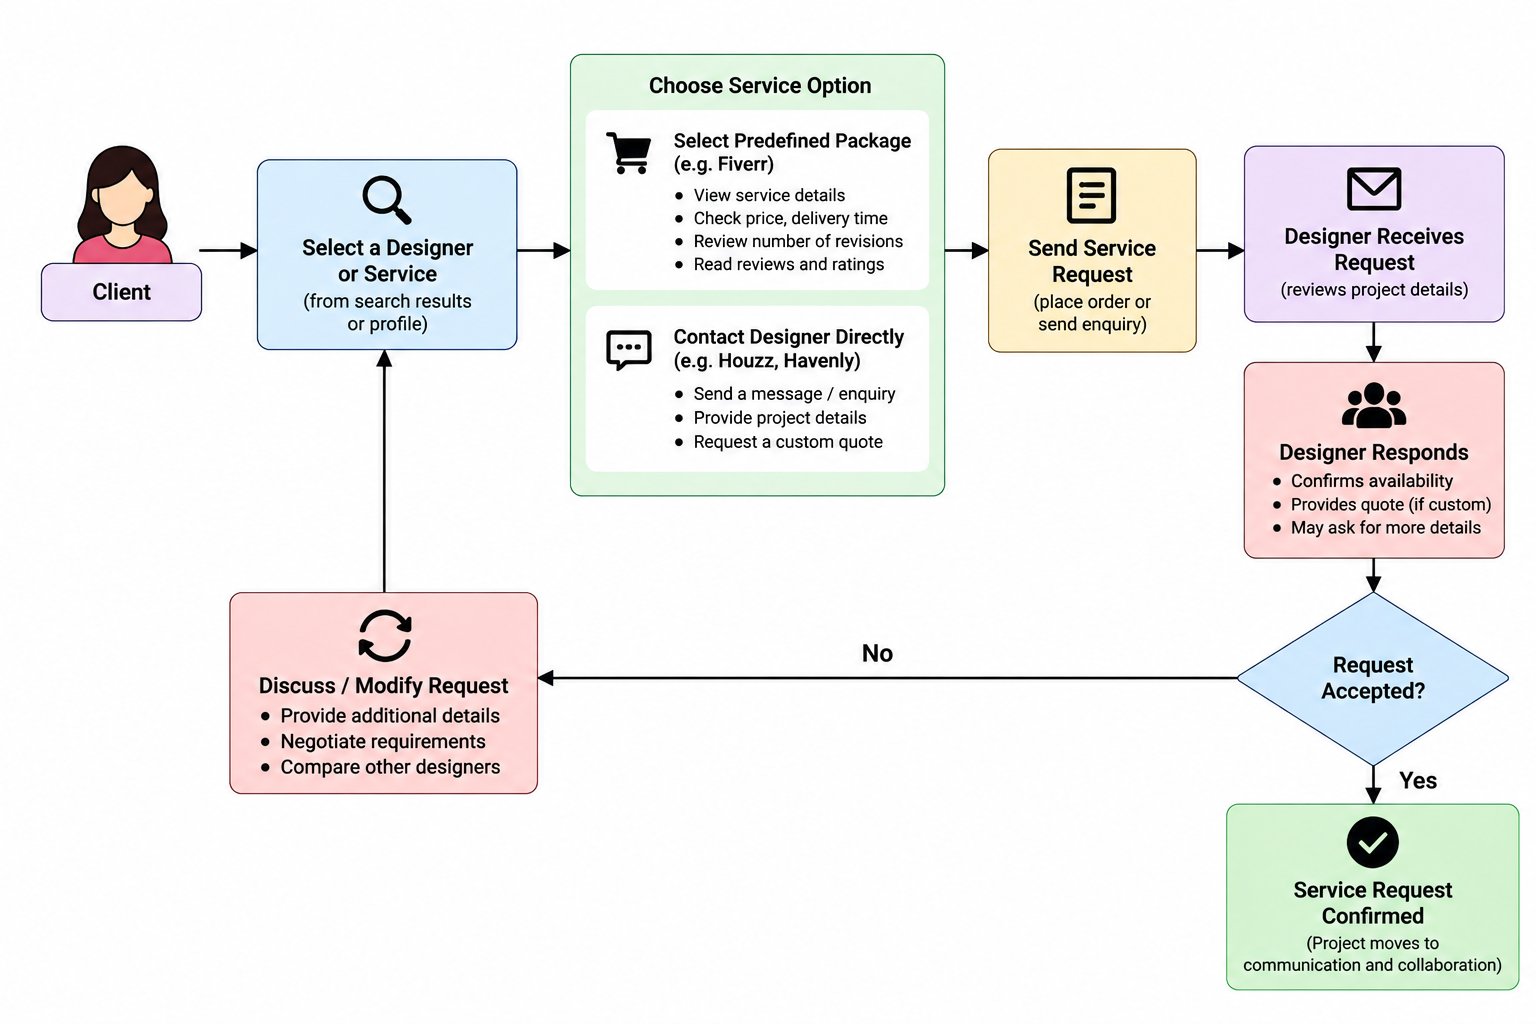 Client
Select a Designer
or Service
(from search results
or profile)
Choose Service Option
Select Predefined Package
(e.g. Fiverr)
● View service details
● Check price, delivery time
● Review number of revisions
● Read reviews and ratings
Contact Designer Directly
(e.g. Houzz, Havenly)
● Send a message / enquiry
● Provide project details
● Request a custom quote
Send Service
Request
(place order or
send enquiry)
Designer Receives
Request
(reviews project details)
Designer Responds
● Confirms availability
● Provides quote (if custom)
● May ask for more details
Request
Accepted?
No
Discuss / Modify Request
● Provide additional details
● Negotiate requirements
● Compare other designers
Yes
Service Request
Confirmed
(Project moves to
communication and collaboration)